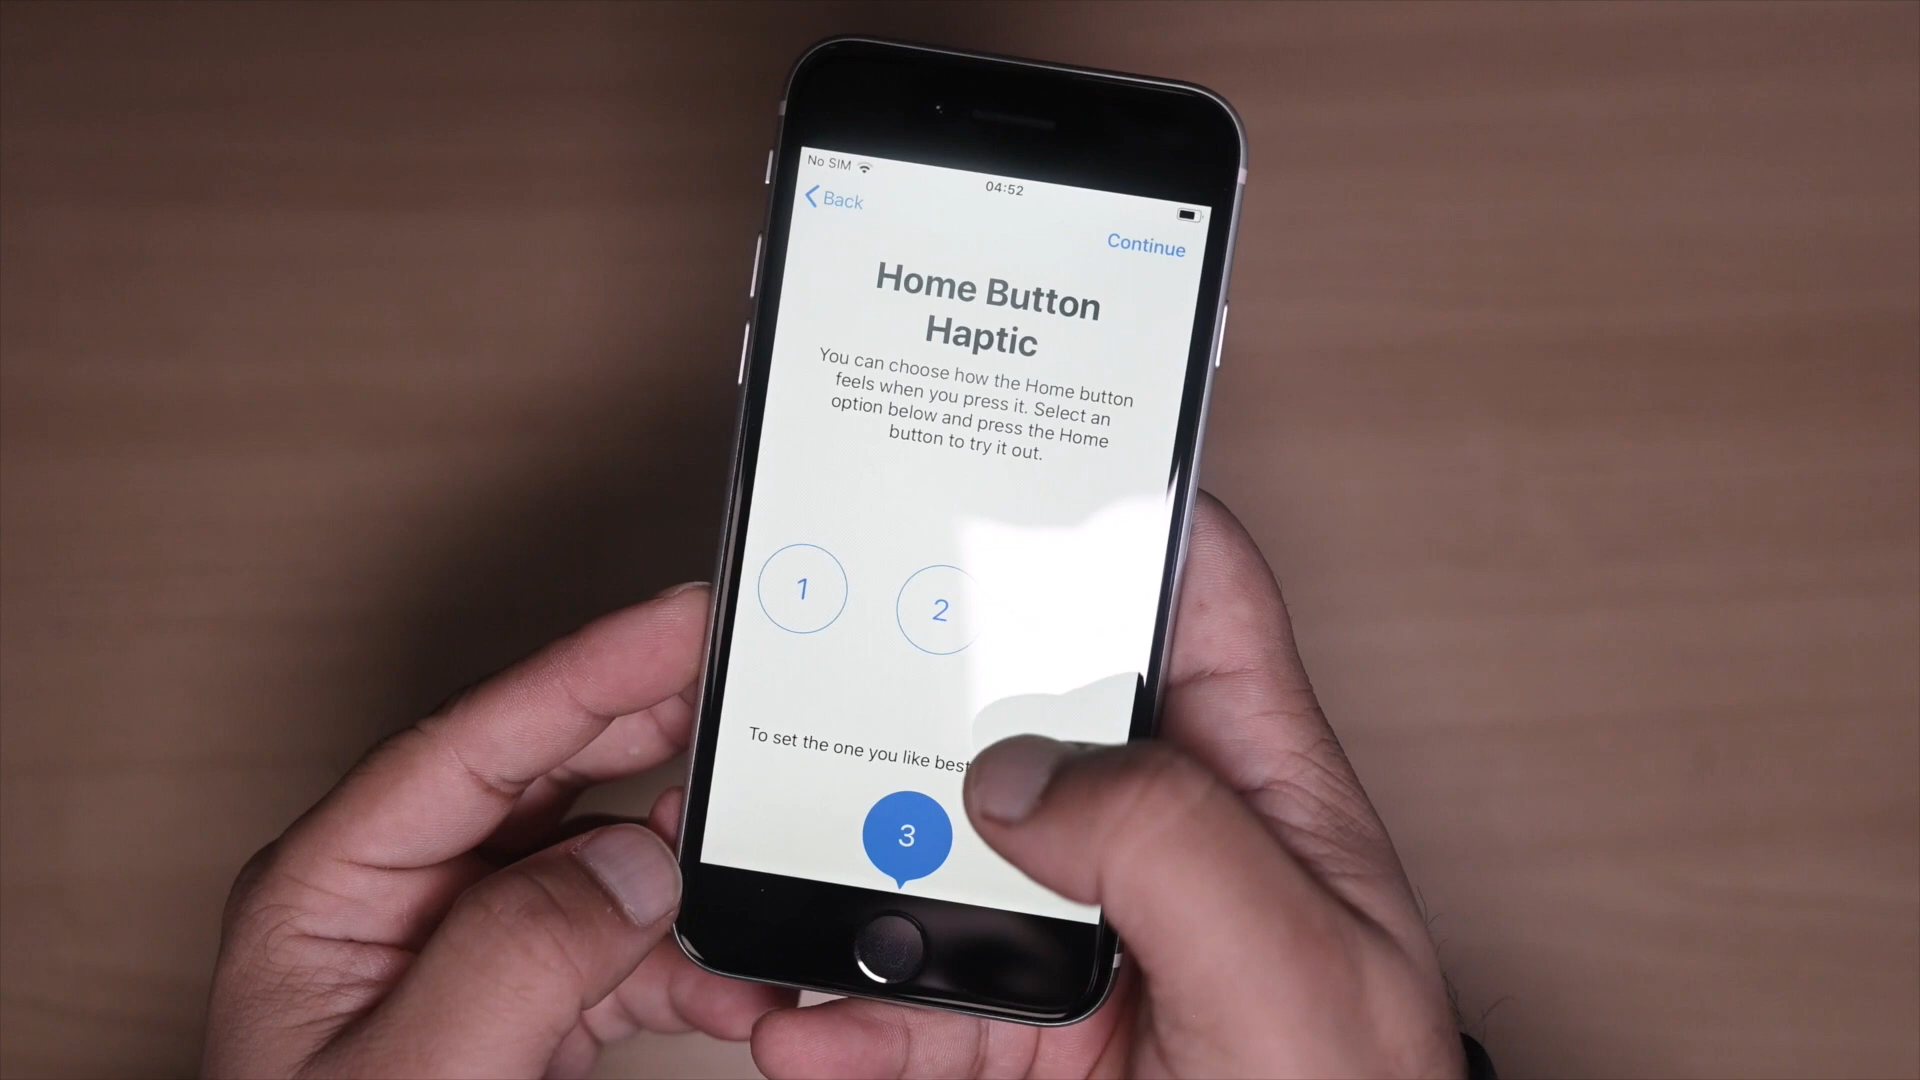 No SIM
04:52
Back
Continue
Home Button
Haptic
You can choose how the Home button
feels when you press it. Select an
option below and press the Home
button to try it out.
1
2
To set the one you like best
3